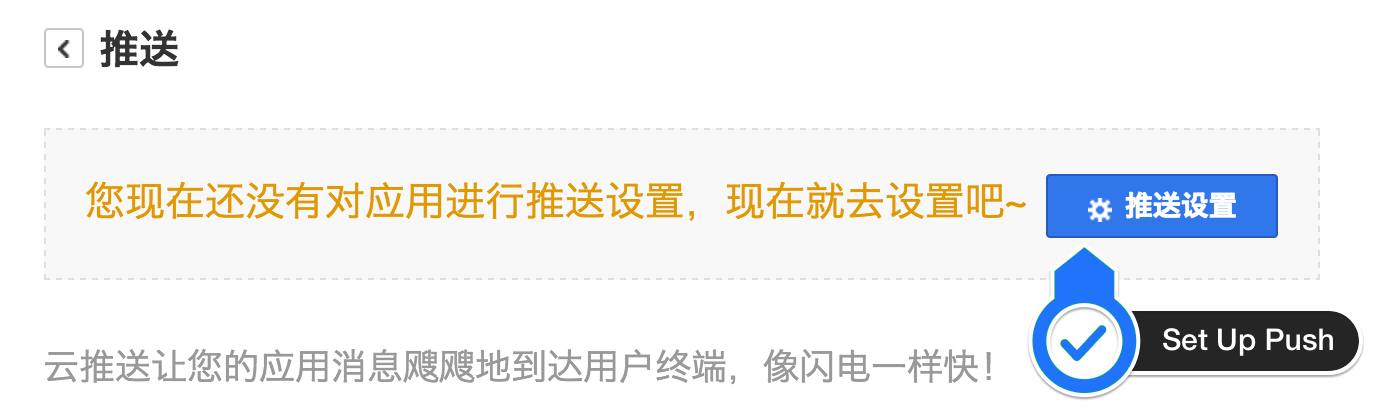 推送
您现在还没有对应用进行推送设置，现在就去设置吧~
推送设置
Set Up Push
云推送让您的应用消息飕飕地到达用户终端，像闪电一样快！